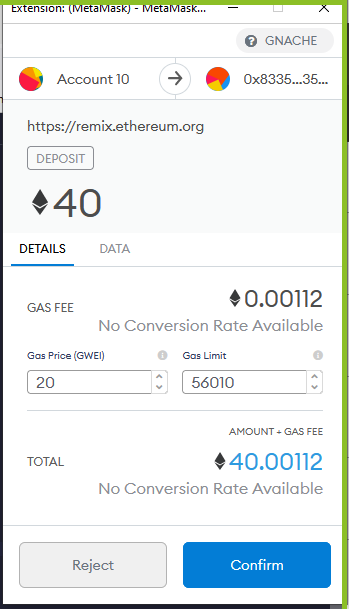 Extension: (MetaMask) - MetaMask...
GNACHE
Account 10
0x8335...35...
https://remix.ethereum.org
DEPOSIT
40
DETAILS DATA
GAS FEE
0.00112
No Conversion Rate Available
Gas Price (GWEI) Gas Limit
20 56010
AMOUNT + GAS FEE
TOTAL
40.00112
No Conversion Rate Available
Reject Confirm